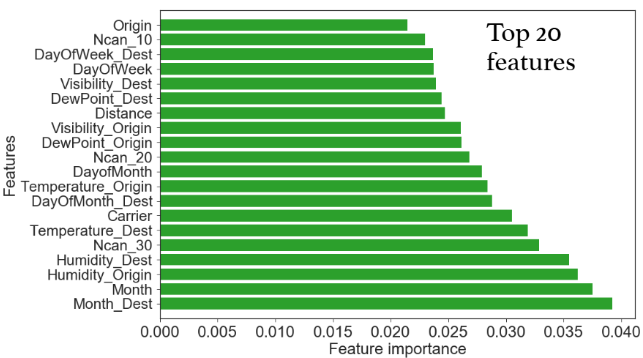 Top 20
features
Features
Origin
Ncan_10
DayOfWeek_Dest
DayOfWeek
Visibility_Dest
DewPoint_Dest
Distance
Visibility_Origin
DewPoint_Origin
Ncan_20
DayofMonth
Temperature_Origin
DayOfMonth_Dest
Carrier
Temperature_Dest
Ncan_30
Humidity_Dest
Humidity_Origin
Month
Month_Dest
0.000 0.005 0.010 0.015 0.020 0.025 0.030 0.035 0.040
Feature importance